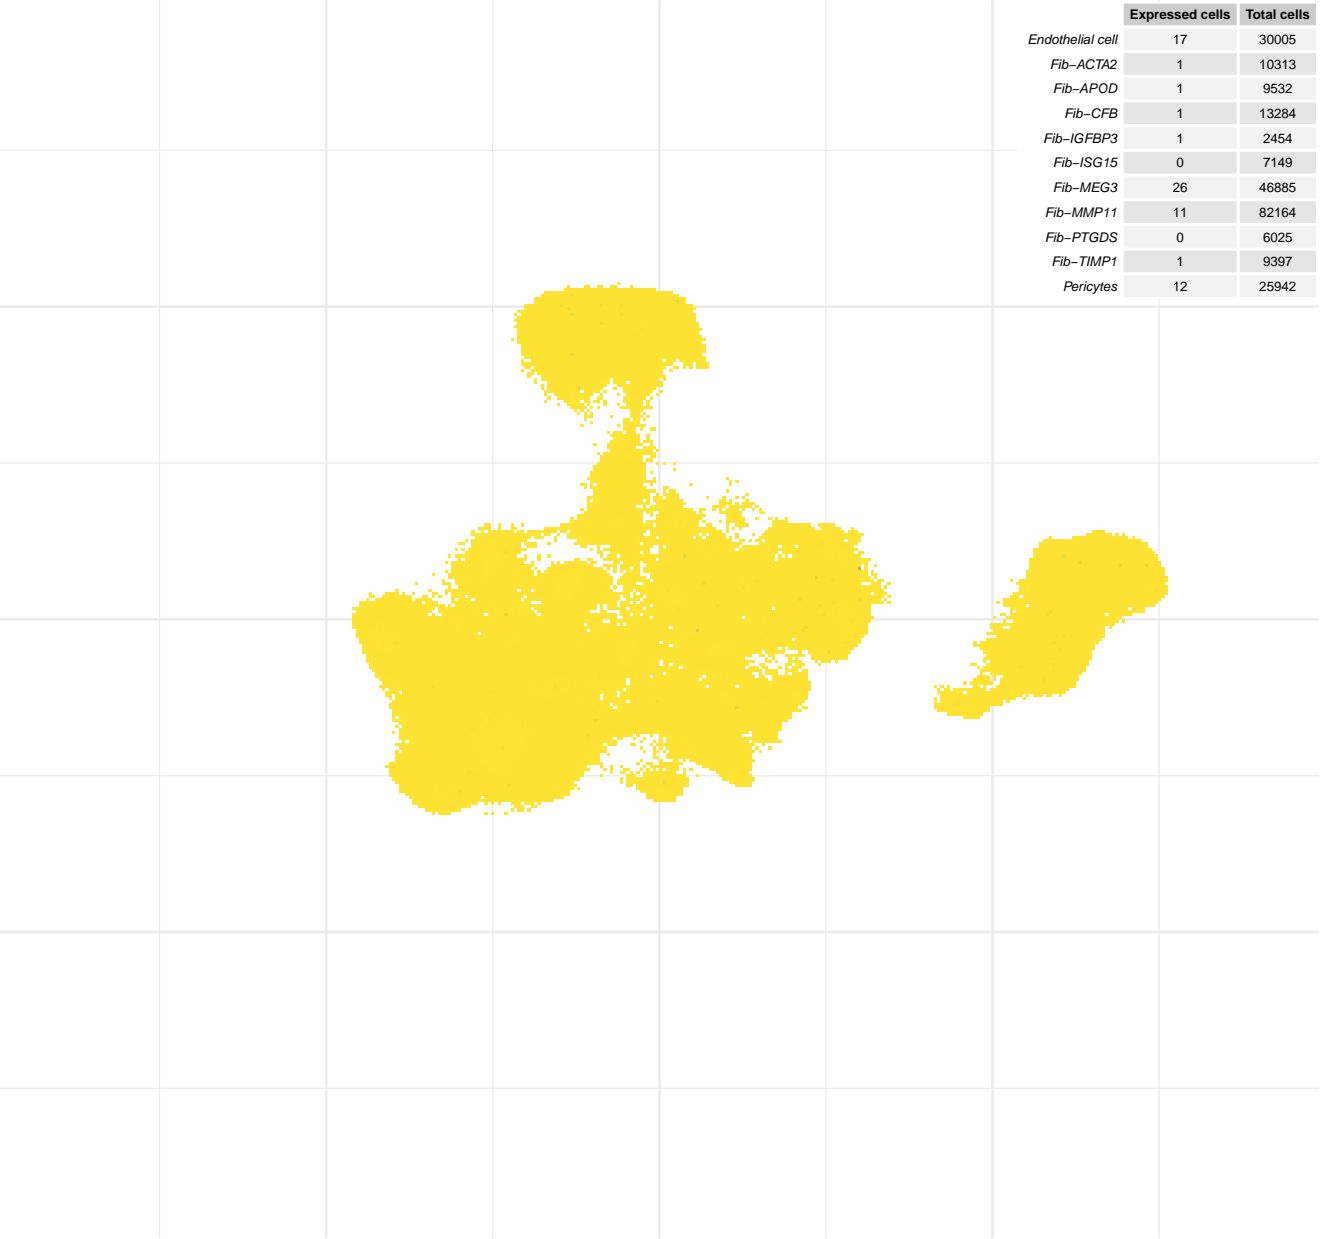 Expressed cells Total cells
Endothelial cell 17 30005
Fib−ACTA2 1 10313
Fib−APOD 1 9532
Fib−CFB 1 13284
Fib−IGFBP3 1 2454
Fib−ISG15 0 7149
Fib−MEG3 26 46885
Fib−MMP11 11 82164
Fib−PTGDS 0 6025
Fib−TIMP1 1 9397
Pericytes 12 25942